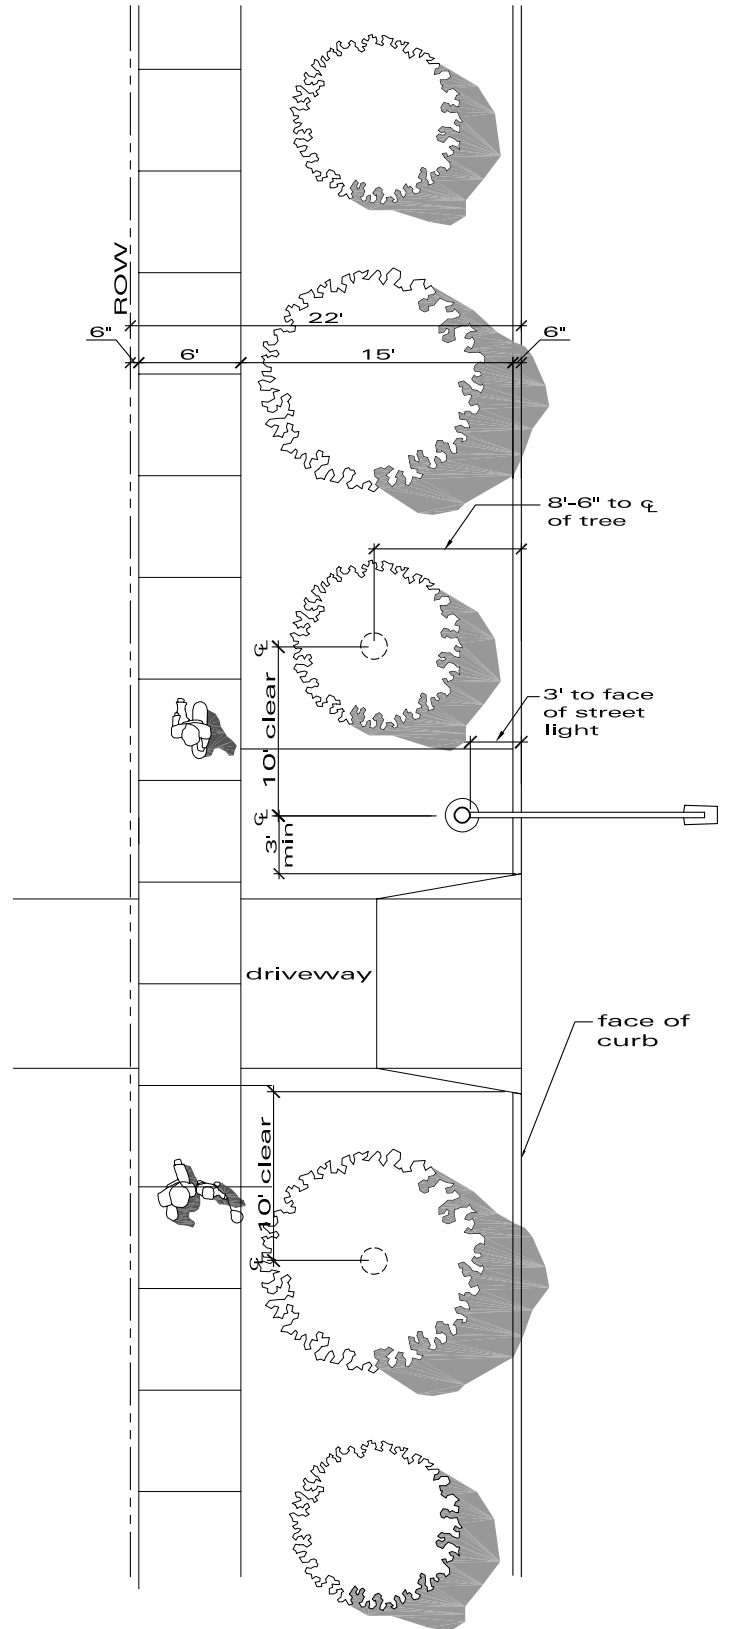 ROW
22'
6"
6'
15'
6"
8'-6" to ℄
of tree
℄
10' clear
3' to face
of street
light
℄
3'
min
driveway
face of
curb
10' clear
℄